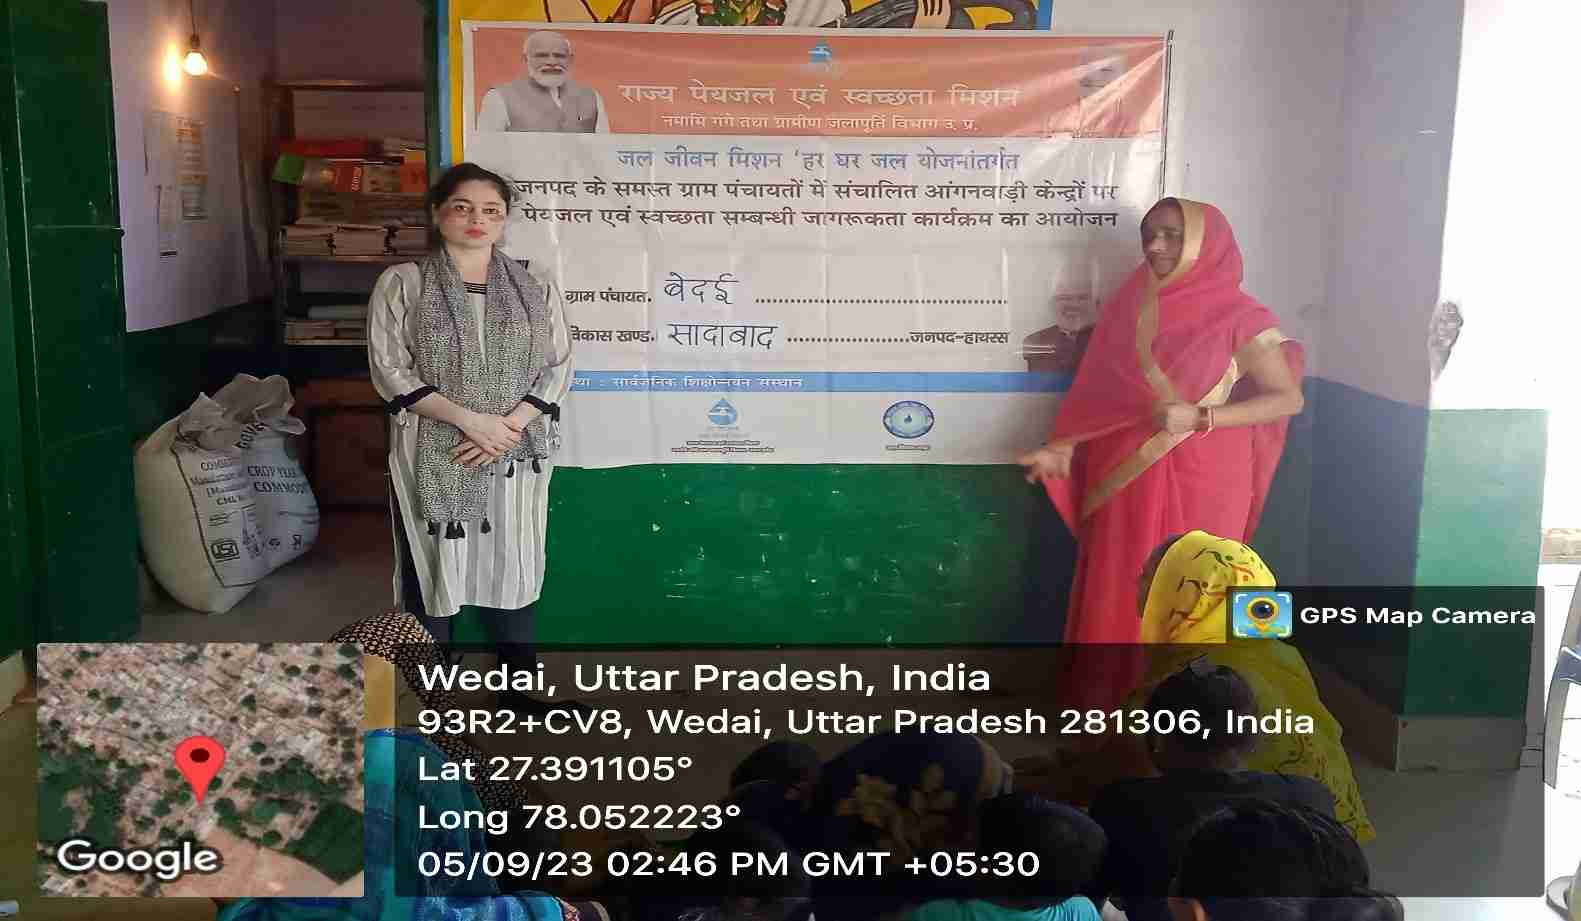 राज्य पेयजल एवं स्वच्छता मिशन
नमामि गंगे तथा ग्रामीण जलापूर्ति विभाग उ. प्र.
जल जीवन मिशन 'हर घर जल योजनांतर्गत
जनपद के समस्त ग्राम पंचायतों में संचालित आंगनवाड़ी केन्द्रों पर
पेयजल एवं स्वच्छता सम्बन्धी जागरूकता कार्यक्रम का आयोजन
ग्राम पंचायत. बेदई ........................................
विकास खण्ड. सादाबाद ....................जनपद-हाथरस
: सार्वजनिक शिक्षोन्नयन संस्थान
CROP YEAR
COMMOD
GPS Map Camera
Wedai, Uttar Pradesh, India
93R2+CV8, Wedai, Uttar Pradesh 281306, India
Lat 27.391105°
Long 78.052223°
05/09/23 02:46 PM GMT +05:30
Google